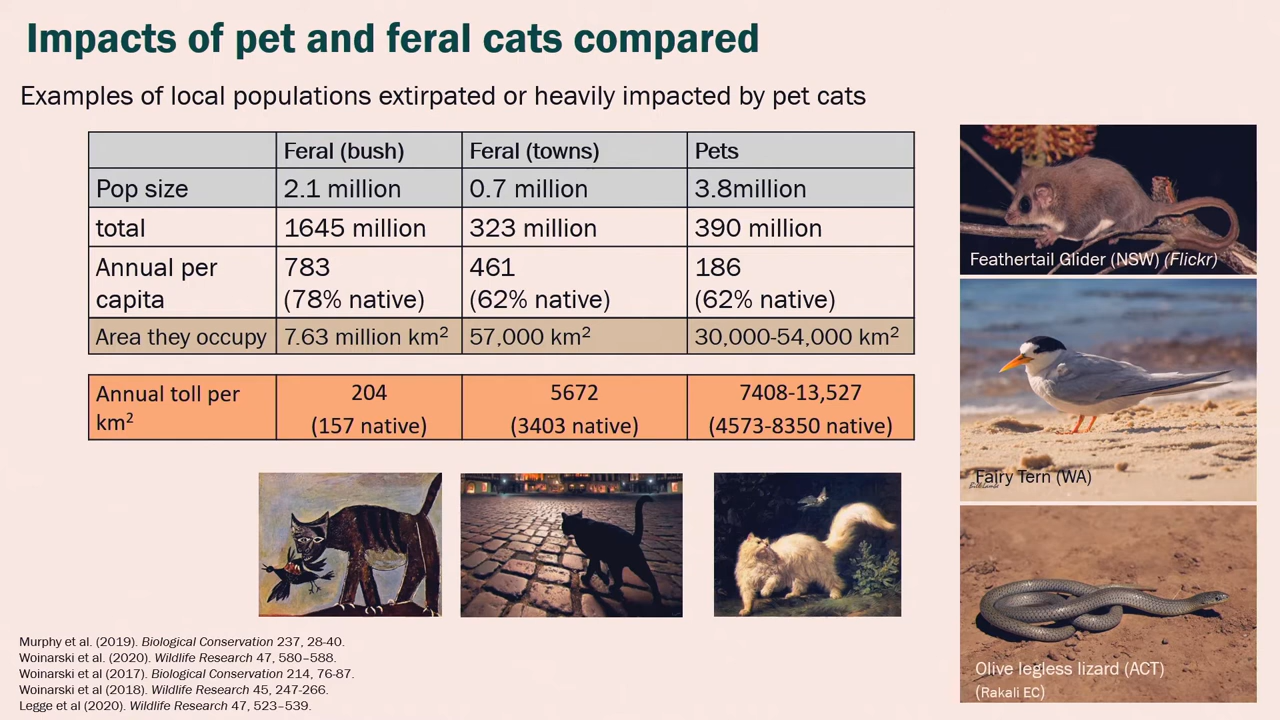 Impacts of pet and feral cats compared
Examples of local populations extirpated or heavily impacted by pet cats
Feral (bush) Feral (towns) Pets
Pop size 2.1 million 0.7 million 3.8million
total 1645 million 323 million 390 million
Annual per capita 783 (78% native) 461 (62% native) 186 (62% native)
Area they occupy 7.63 million km² 57,000 km² 30,000-54,000 km²
Annual toll per km² 204 (157 native) 5672 (3403 native) 7408-13,527 (4573-8350 native)
Feathertail Glider (NSW) (Flickr)
Fairy Tern (WA)
Olive legless lizard (ACT)
(Rakali EC)
Murphy et al. (2019). Biological Conservation 237, 28-40.
Woinarski et al. (2020). Wildlife Research 47, 580–588.
Woinarski et al (2017). Biological Conservation 214, 76-87.
Woinarski et al (2018). Wildlife Research 45, 247-266.
Legge et al (2020). Wildlife Research 47, 523–539.